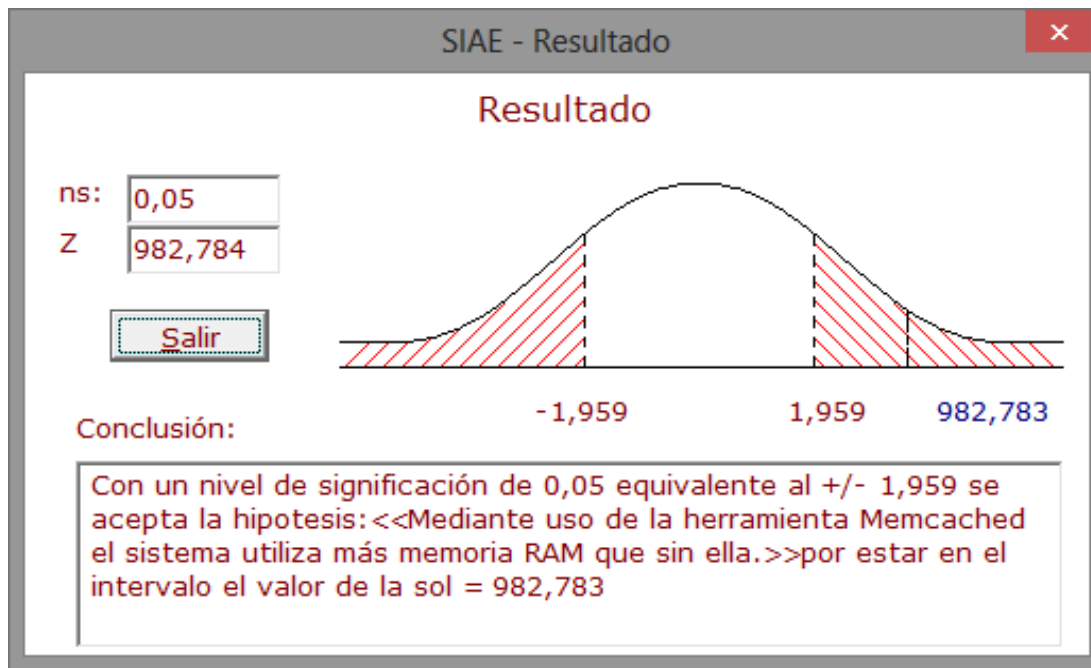 SIAE - Resultado
Resultado
ns: 0,05
Z 982,784
Salir
-1,959 1,959 982,783
Conclusión:
Con un nivel de significación de 0,05 equivalente al +/- 1,959 se
acepta la hipotesis:<<Mediante uso de la herramienta Memcached
el sistema utiliza más memoria RAM que sin ella.>>por estar en el
intervalo el valor de la sol = 982,783